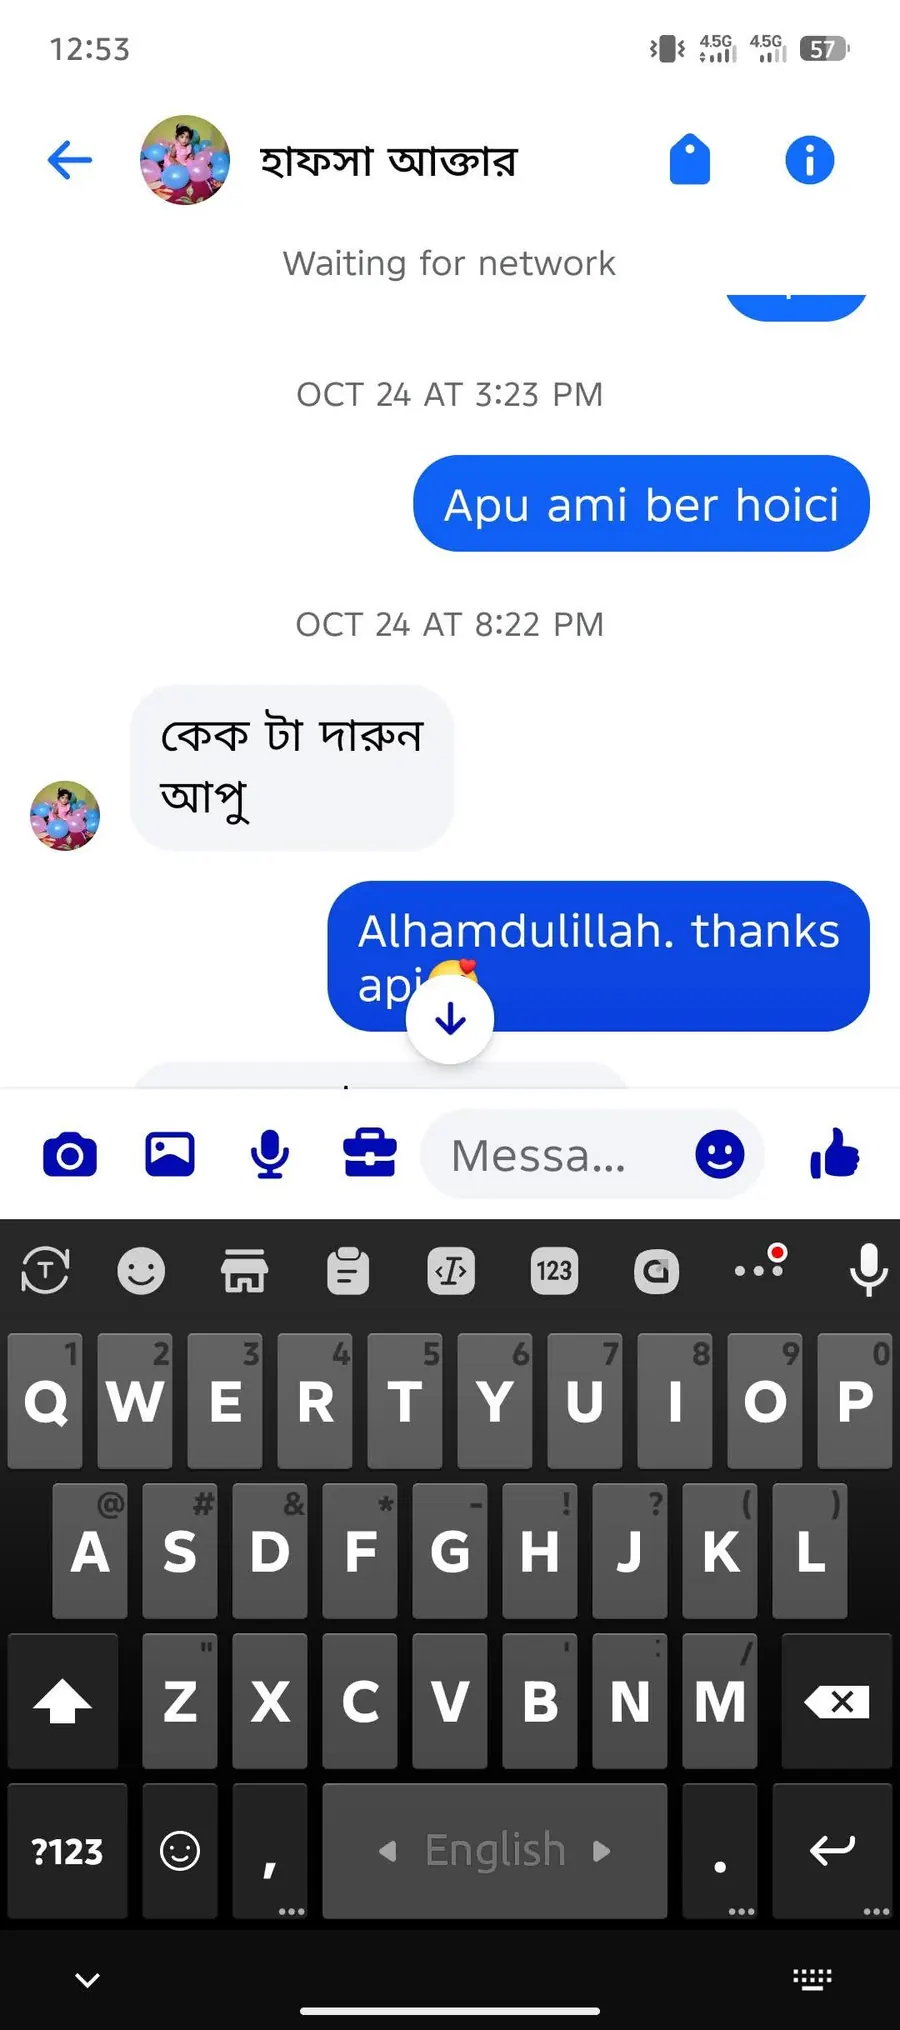 12:53
4.5G 4.5G 57
হাফসা আক্তার
Waiting for network
OCT 24 AT 3:23 PM
Apu ami ber hoici
OCT 24 AT 8:22 PM
কেক টা দারুন
আপু
Alhamdulillah. thanks
api
Messa...
T 123
1 2 3 4 5 6 7 8 9 0
Q W E R T Y U I O P
@ # & * - ! ? ( )
A S D F G H J K L
" ' : /
Z X C V B N M
?123 , English .